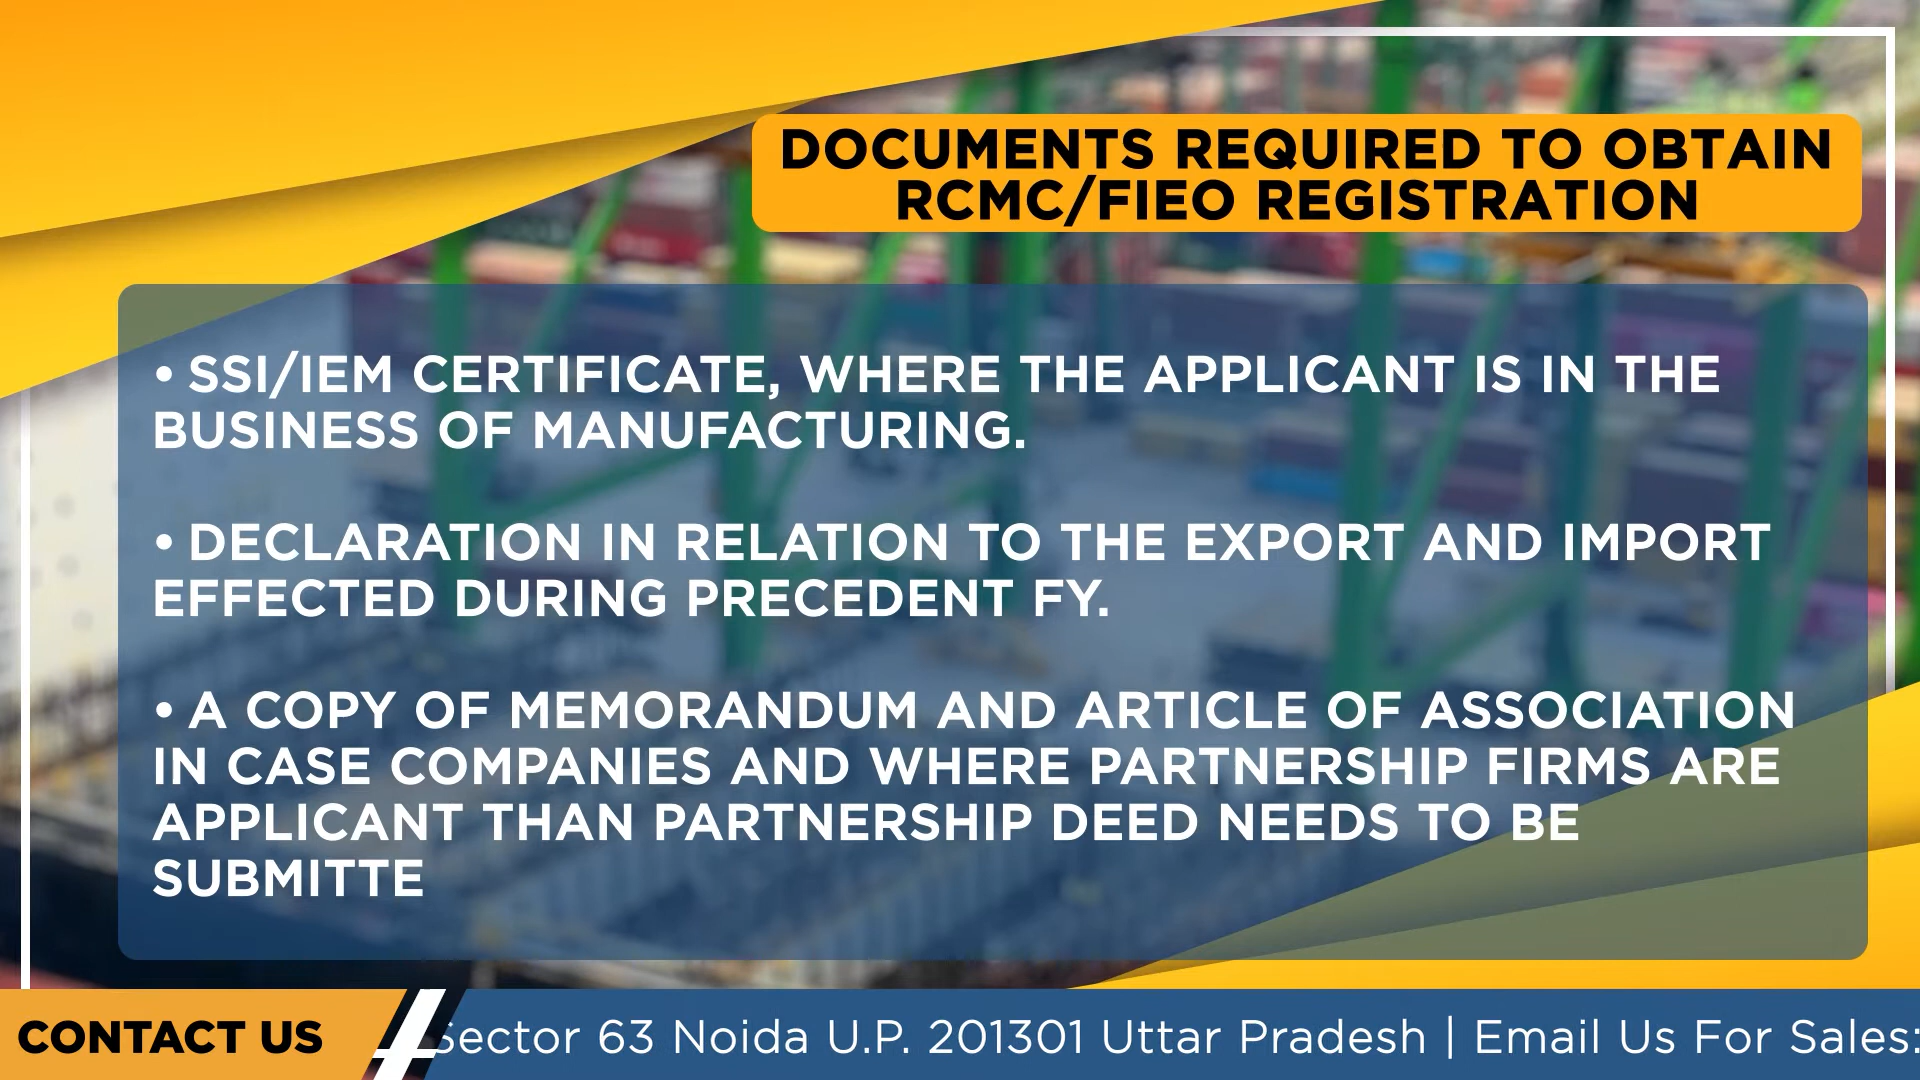 DOCUMENTS REQUIRED TO OBTAIN
RCMC/FIEO REGISTRATION
• SSI/IEM CERTIFICATE, WHERE THE APPLICANT IS IN THE
BUSINESS OF MANUFACTURING.
• DECLARATION IN RELATION TO THE EXPORT AND IMPORT
EFFECTED DURING PRECEDENT FY.
• A COPY OF MEMORANDUM AND ARTICLE OF ASSOCIATION
IN CASE COMPANIES AND WHERE PARTNERSHIP FIRMS ARE
APPLICANT THAN PARTNERSHIP DEED NEEDS TO BE
SUBMITTE
CONTACT US
Sector 63 Noida U.P. 201301 Uttar Pradesh | Email Us For Sales: